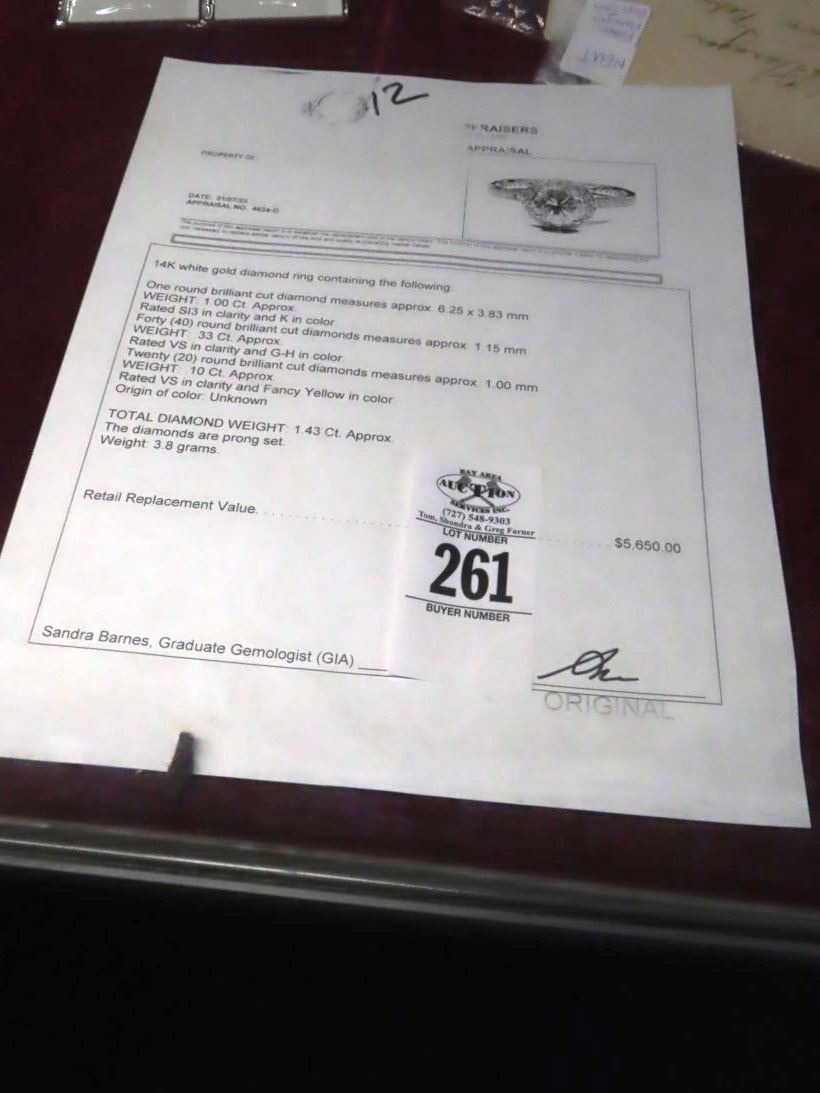 12
RAISERS
APPRAISAL
PROPERTY OF:
DATE:
APPRAISAL NO.
14K white gold diamond ring containing the following:
One round brilliant cut diamond measures approx. 6.25 x 3.83 mm
WEIGHT: 1.00 Ct. Approx.
Rated SI3 in clarity and K in color.
Forty (40) round brilliant cut diamonds measures approx. 1.15 mm
WEIGHT: .33 Ct. Approx.
Rated VS in clarity and G-H in color.
Twenty (20) round brilliant cut diamonds measures approx. 1.00 mm
WEIGHT: .10 Ct. Approx.
Rated VS in clarity and Fancy Yellow in color.
Origin of color: Unknown
TOTAL DIAMOND WEIGHT: 1.43 Ct. Approx.
The diamonds are prong set.
Weight: 3.8 grams.
Retail Replacement Value. $5,650.00
BAY AREA
AUCTION
SERVICES INC.
(727) 548-9303
Tom, Shondra & Greg Farner
LOT NUMBER
261
BUYER NUMBER
Sandra Barnes, Graduate Gemologist (GIA)
ORIGINAL